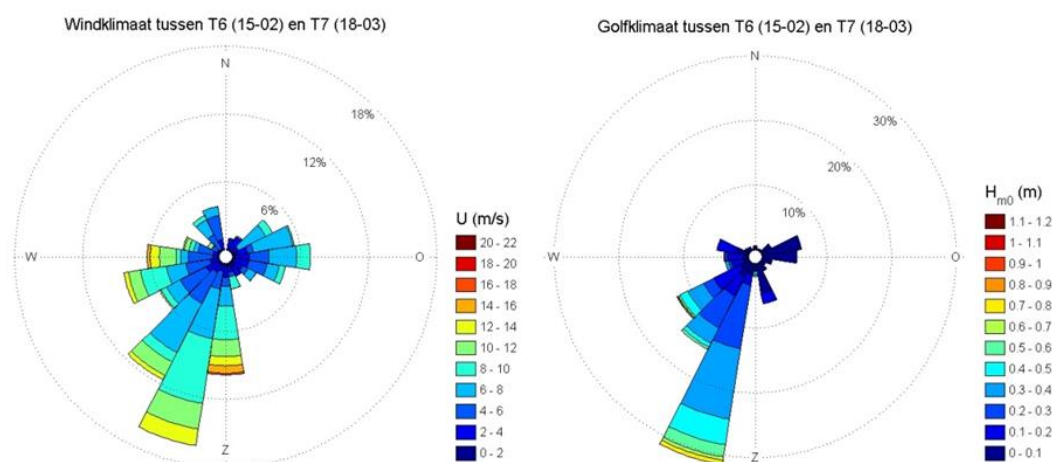 Windklimaat tussen T6 (15-02) en T7 (18-03)
N
18%
12%
6%
W
O
Z
U (m/s)
20 - 22
18 - 20
16 - 18
14 - 16
12 - 14
10 - 12
8 - 10
6 - 8
4 - 6
2 - 4
0 - 2
Golfklimaat tussen T6 (15-02) en T7 (18-03)
N
30%
20%
10%
W
O
Z
Hm0 (m)
1.1 - 1.2
1 - 1.1
0.9 - 1
0.8 - 0.9
0.7 - 0.8
0.6 - 0.7
0.5 - 0.6
0.4 - 0.5
0.3 - 0.4
0.2 - 0.3
0.1 - 0.2
0 - 0.1